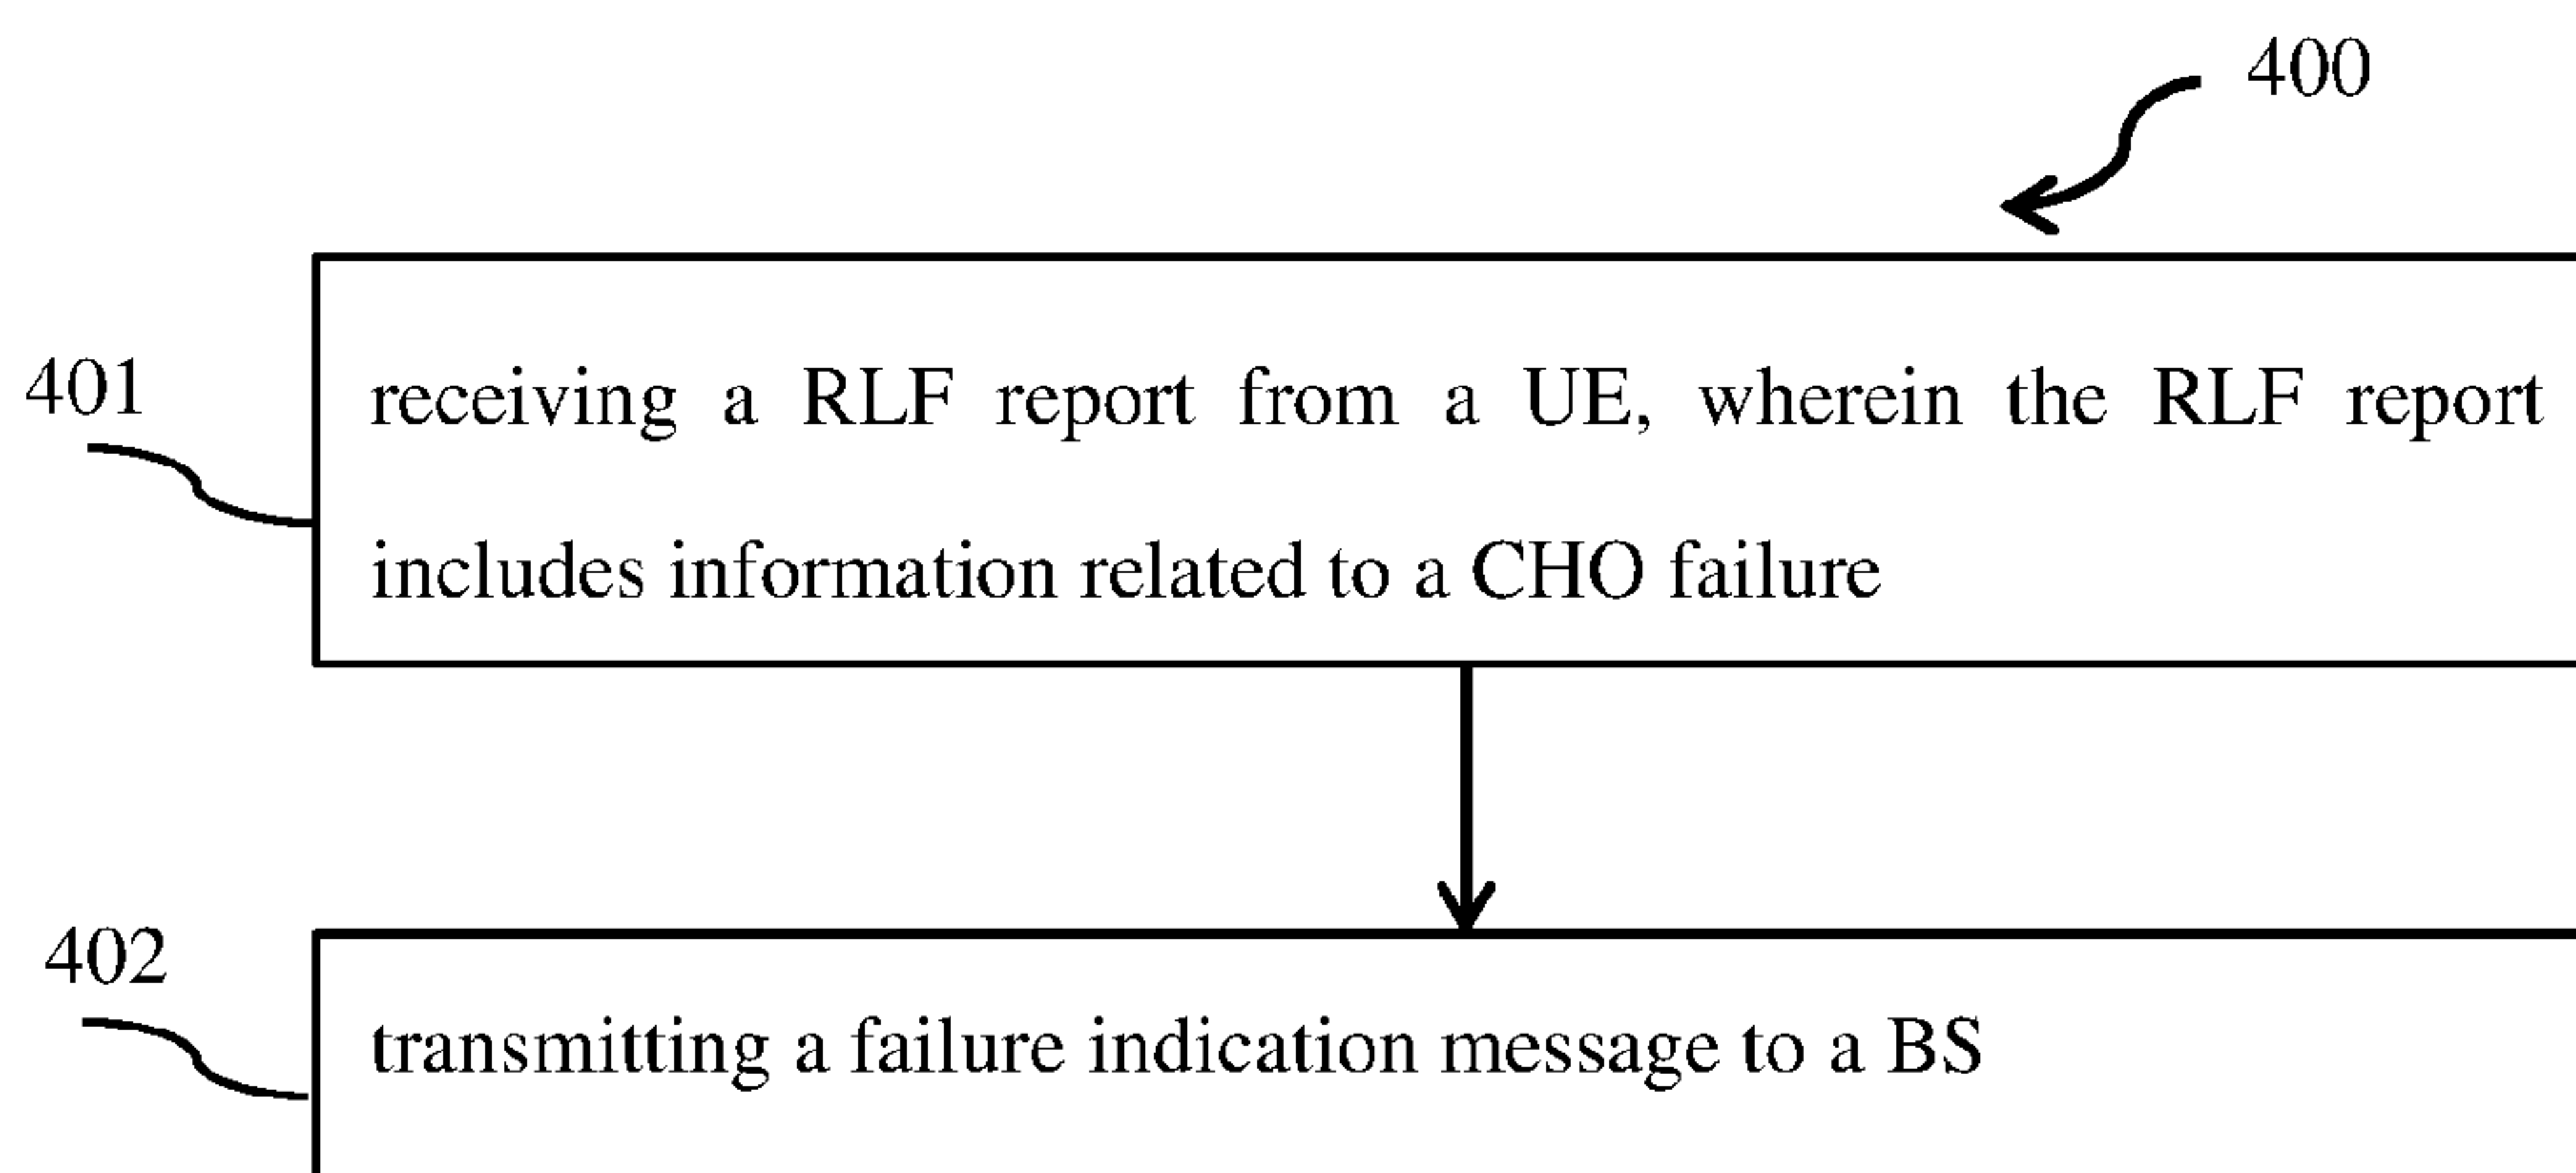 400
401
receiving a RLF report from a UE, wherein the RLF report
includes information related to a CHO failure
402
transmitting a failure indication message to a BS